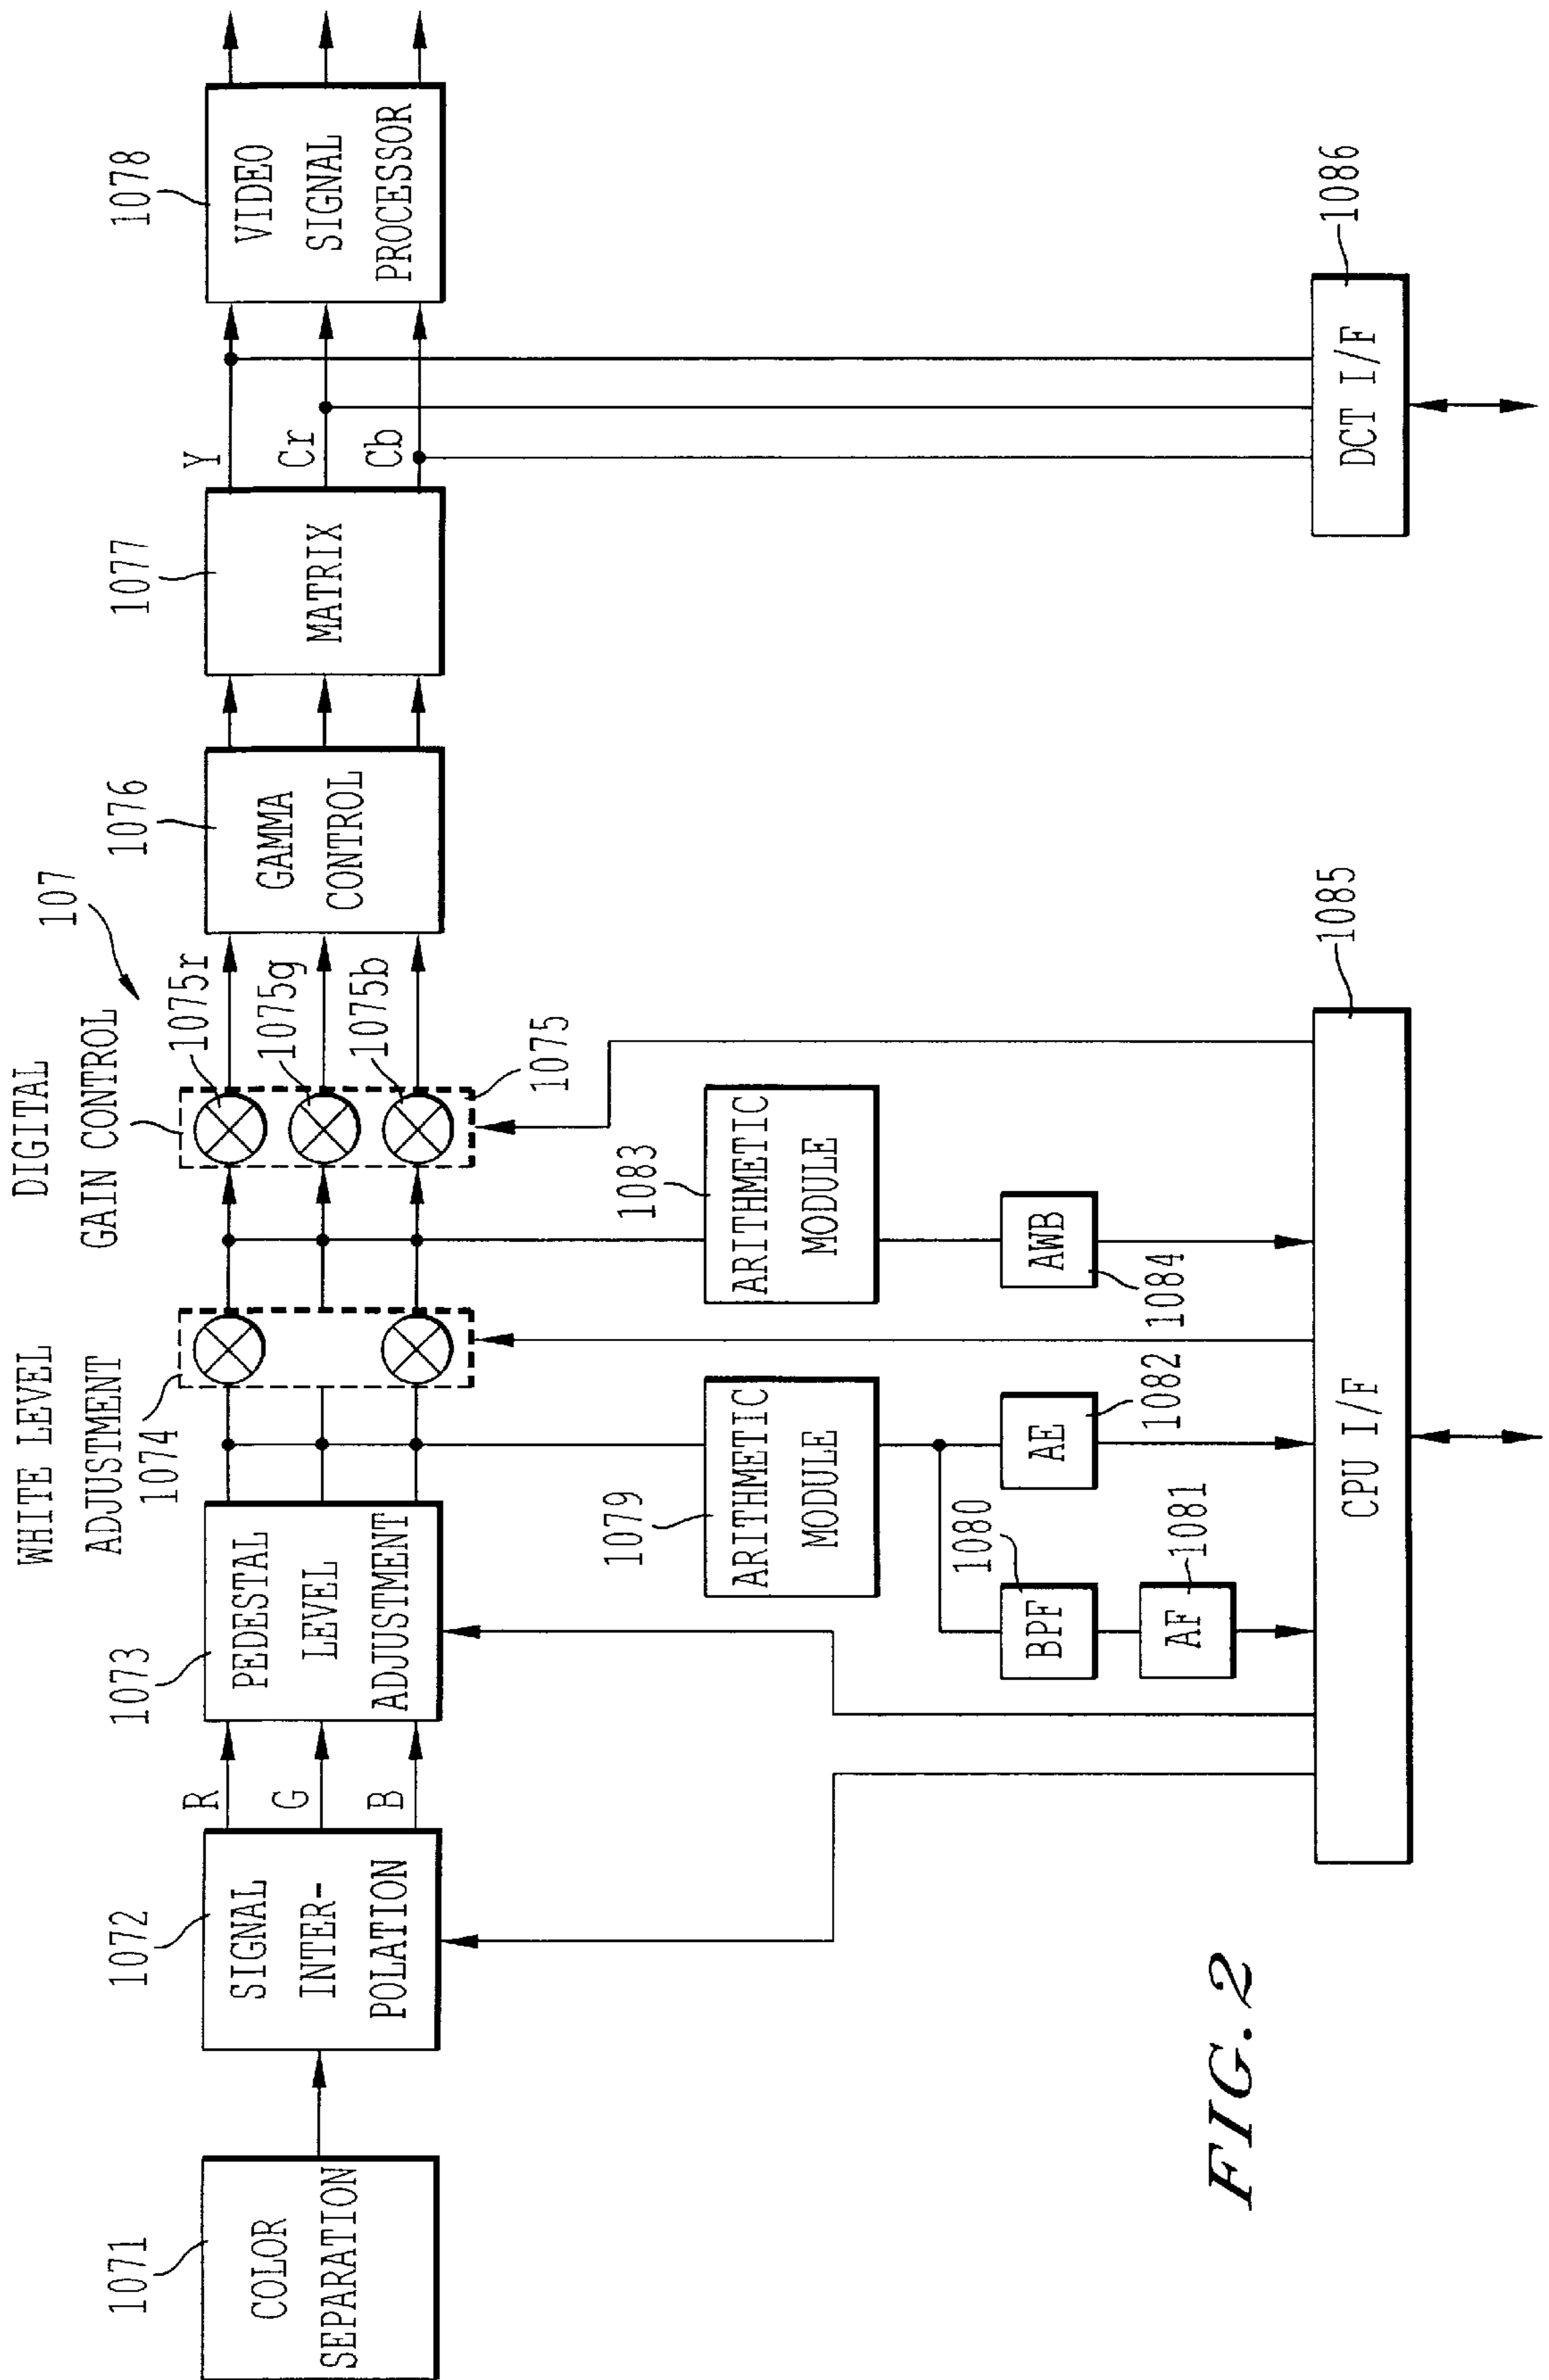 WHITE LEVEL
ADJUSTMENT
1074
DIGITAL
GAIN CONTROL
107
1071
COLOR
SEPARATION
1072
SIGNAL
INTER-
POLATION
R
G
B
1073
PEDESTAL
LEVEL
ADJUSTMENT
1075r
1075g
1075b
1075
1076
GAMMA
CONTROL
1077
MATRIX
Y
Cr
Cb
1078
VIDEO
SIGNAL
PROCESSOR
1079
ARITHMETIC
MODULE
1083
ARITHMETIC
MODULE
1080
BPF
AF
1081
AE
1082
AWB
1084
CPU I/F
1085
DCT I/F
1086
FIG.2